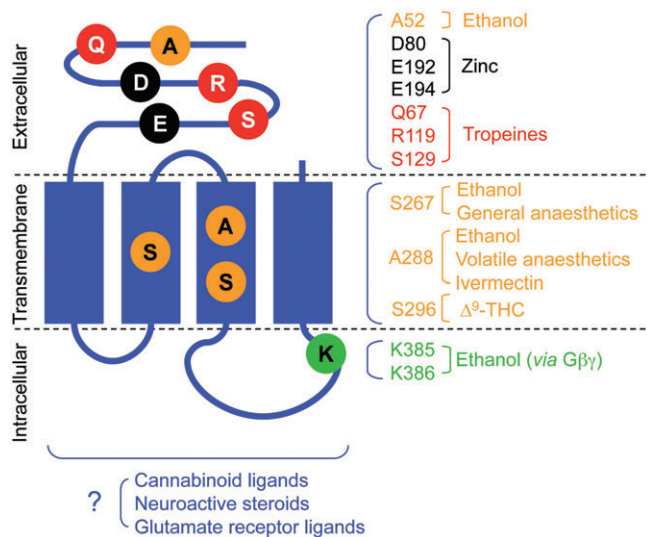 Extracellular
Q
A
D
R
E
S
A52
Ethanol
D80
E192
E194
Zinc
Q67
R119
S129
Tropeines
Transmembrane
S
A
S
S267
Ethanol
General anaesthetics
A288
Ethanol
Volatile anaesthetics
Ivermectin
S296
Δ⁹-THC
Intracellular
K
K385
K386
Ethanol (via Gβγ)
?
Cannabinoid ligands
Neuroactive steroids
Glutamate receptor ligands